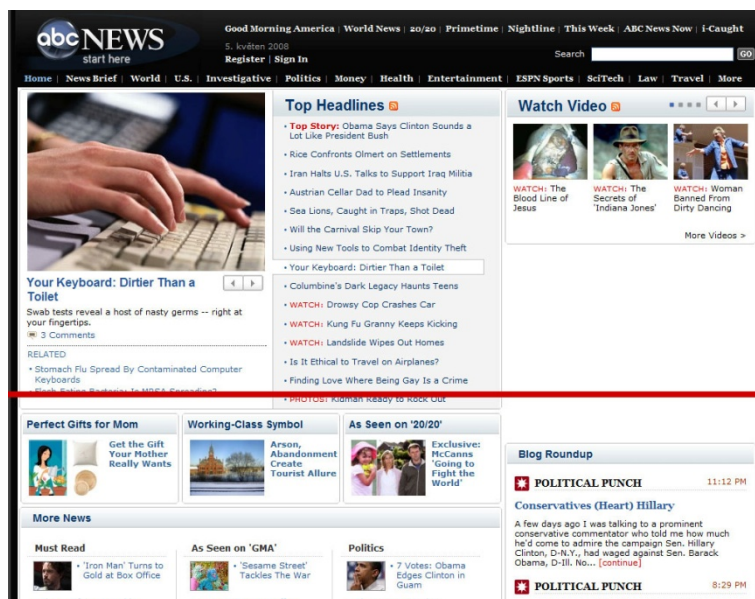 abc NEWS
start here
Good Morning America | World News | 20/20 | Primetime | Nightline | This Week | ABC News Now | i-Caught
5. květen 2008
Register | Sign In
Search
GO
Home | News Brief | World | U.S. | Investigative | Politics | Money | Health | Entertainment | ESPN Sports | SciTech | Law | Travel | More
Your Keyboard: Dirtier Than a
Toilet
Swab tests reveal a host of nasty germs -- right at
your fingertips.
3 Comments
RELATED
• Stomach Flu Spread By Contaminated Computer
Keyboards
• Flesh-Eating Bacteria: Is MRSA Spreading?
Top Headlines
• Top Story: Obama Says Clinton Sounds a
Lot Like President Bush
• Rice Confronts Olmert on Settlements
• Iran Halts U.S. Talks to Support Iraq Militia
• Austrian Cellar Dad to Plead Insanity
• Sea Lions, Caught in Traps, Shot Dead
• Will the Carnival Skip Your Town?
• Using New Tools to Combat Identity Theft
• Your Keyboard: Dirtier Than a Toilet
• Columbine's Dark Legacy Haunts Teens
• WATCH: Drowsy Cop Crashes Car
• WATCH: Kung Fu Granny Keeps Kicking
• WATCH: Landslide Wipes Out Homes
• Is It Ethical to Travel on Airplanes?
• Finding Love Where Being Gay Is a Crime
• PHOTOS: Kidman Ready to Rock Out
Watch Video
WATCH: The
Blood Line of
Jesus
WATCH: The
Secrets of
'Indiana Jones'
WATCH: Woman
Banned From
Dirty Dancing
More Videos >
Perfect Gifts for Mom
Get the Gift
Your Mother
Really Wants
Working-Class Symbol
Arson,
Abandonment
Create
Tourist Allure
As Seen on '20/20'
Exclusive:
McCanns
'Going to
Fight the
World'
More News
Must Read
• 'Iron Man' Turns to
Gold at Box Office
As Seen on 'GMA'
• 'Sesame Street'
Tackles The War
Politics
• 7 Votes: Obama
Edges Clinton in
Guam
Blog Roundup
POLITICAL PUNCH 11:12 PM
Conservatives (Heart) Hillary
A few days ago I was talking to a prominent
conservative commentator who told me how much
he'd come to admire the campaign Sen. Hillary
Clinton, D-N.Y., had waged against Sen. Barack
Obama, D-Ill. No... [continue]
POLITICAL PUNCH 8:29 PM